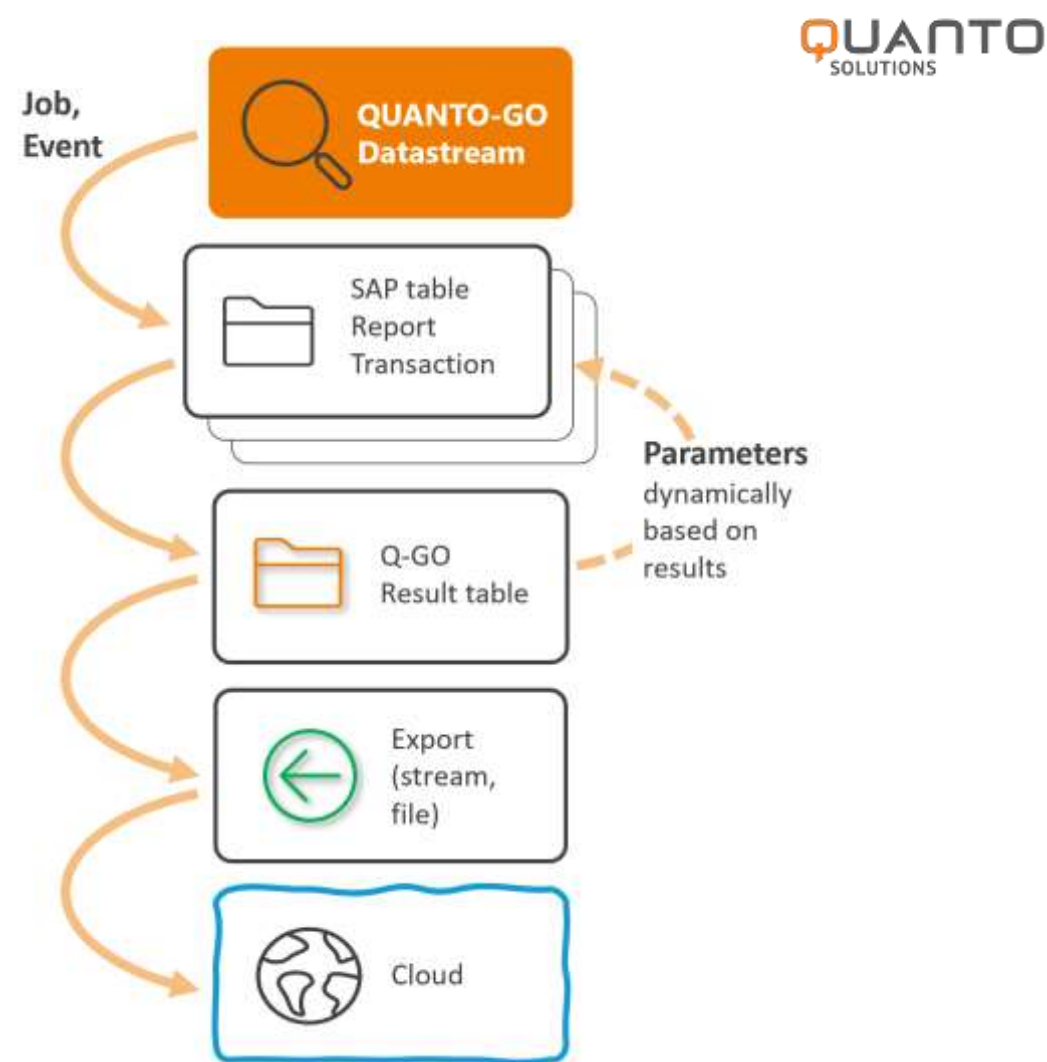 QUANTO
SOLUTIONS
Job,
Event
QUANTO-GO
Datastream
SAP table
Report
Transaction
Parameters
dynamically
based on
results
Q-GO
Result table
Export
(stream,
file)
Cloud